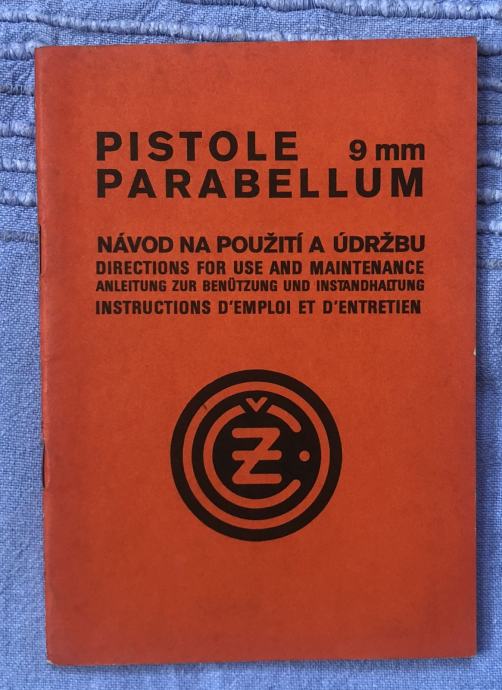 PISTOLE 9 mm
PARABELLUM
NÁVOD NA POUŽITÍ A ÚDRŽBU
DIRECTIONS FOR USE AND MAINTENANCE
ANLEITUNG ZUR BENÜTZUNG UND INSTANDHALTUNG
INSTRUCTIONS D'EMPLOI ET D'ENTRETIEN
ČZ